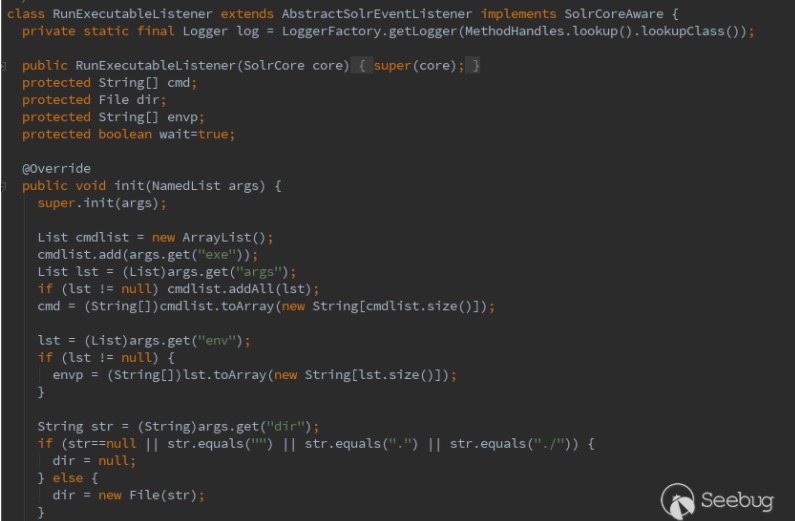 class RunExecutableListener extends AbstractSolrEventListener implements SolrCoreAware {
private static final Logger log = LoggerFactory.getLogger(MethodHandles.lookup().lookupClass());
public RunExecutableListener(SolrCore core) { super(core); }
protected String[] cmd;
protected File dir;
protected String[] envp;
protected boolean wait=true;
@Override
public void init(NamedList args) {
super.init(args);
List cmdlist = new ArrayList();
cmdlist.add(args.get("exe"));
List lst = (List)args.get("args");
if (lst != null) cmdlist.addAll(lst);
cmd = (String[])cmdlist.toArray(new String[cmdlist.size()]);
lst = (List)args.get("env");
if (lst != null) {
envp = (String[])lst.toArray(new String[lst.size()]);
}
String str = (String)args.get("dir");
if (str==null || str.equals("") || str.equals(".") || str.equals("./")) {
dir = null;
} else {
dir = new File(str);
}
Seebug